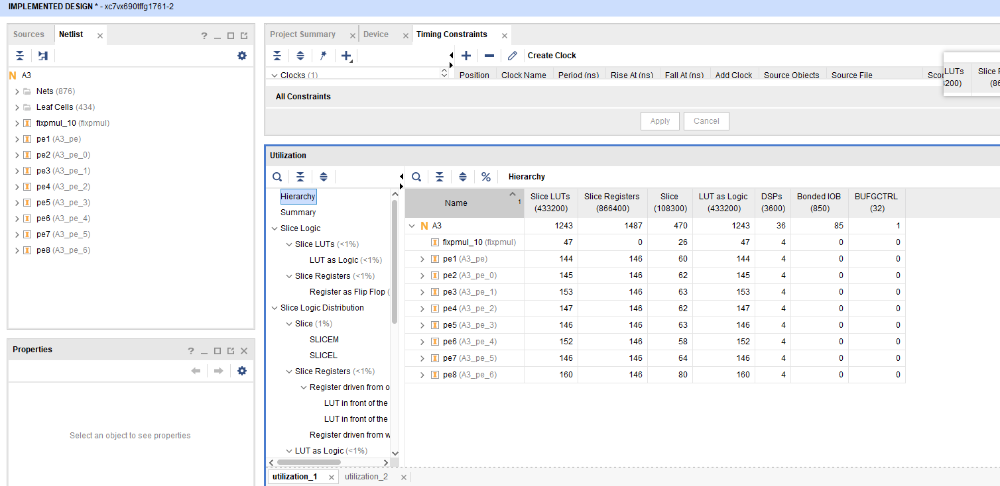 IMPLEMENTED DESIGN * - xc7vx690tffg1761-2
Sources Netlist
A3
Nets (876)
Leaf Cells (434)
fixpmul_10 (fixpmul)
pe1 (A3_pe)
pe2 (A3_pe_0)
pe3 (A3_pe_1)
pe4 (A3_pe_2)
pe5 (A3_pe_3)
pe6 (A3_pe_4)
pe7 (A3_pe_5)
pe8 (A3_pe_6)
Properties
Select an object to see properties
Project Summary Device Timing Constraints
Create Clock
Clocks (1)
Position Clock Name Period (ns) Rise At (ns) Fall At (ns) Add Clock Source Objects Source File
LUTs
All Constraints
Apply Cancel
Utilization
Hierarchy
Summary
Slice Logic
Slice LUTs (<1%)
LUT as Logic (<1%)
Slice Registers (<1%)
Register as Flip Flop (
Slice Logic Distribution
Slice (1%)
SLICEM
SLICEL
Slice Registers (<1%)
Register driven from o
LUT in front of the
LUT in front of the
Register driven from w
LUT as Logic (<1%)
% Hierarchy
Name 1 Slice LUTs (433200) Slice Registers (866400) Slice (108300) LUT as Logic (433200) DSPs (3600) Bonded IOB (850) BUFGCTRL (32)
A3 1243 1487 470 1243 36 85 1
fixpmul_10 (fixpmul) 47 0 26 47 4 0 0
pe1 (A3_pe) 144 146 60 144 4 0 0
pe2 (A3_pe_0) 145 146 62 145 4 0 0
pe3 (A3_pe_1) 153 146 63 153 4 0 0
pe4 (A3_pe_2) 147 146 62 147 4 0 0
pe5 (A3_pe_3) 146 146 63 146 4 0 0
pe6 (A3_pe_4) 152 146 58 152 4 0 0
pe7 (A3_pe_5) 146 146 64 146 4 0 0
pe8 (A3_pe_6) 160 146 80 160 4 0 0
utilization_1 utilization_2